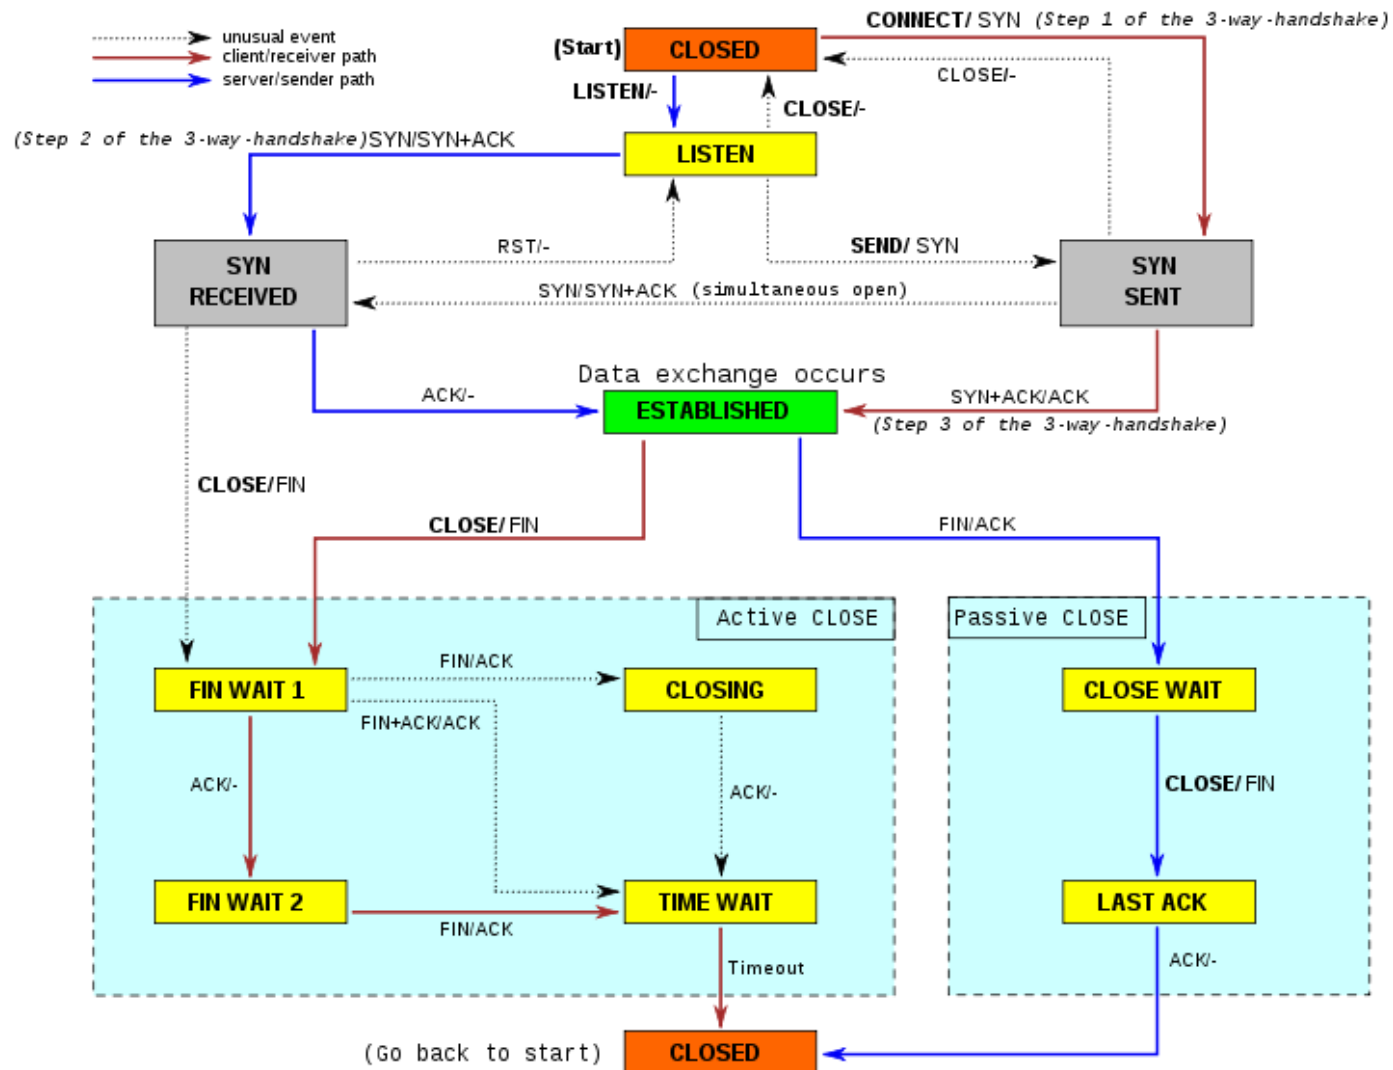 CONNECT/ SYN (Step 1 of the 3-way-handshake)
unusual event
client/receiver path
server/sender path
(Start)
CLOSED
CLOSE/-
LISTEN/-
CLOSE/-
(Step 2 of the 3-way-handshake) SYN/SYN+ACK
LISTEN
RST/-
SEND/ SYN
SYN
RECEIVED
SYN
SENT
SYN/SYN+ACK (simultaneous open)
Data exchange occurs
ACK/-
ESTABLISHED
SYN+ACK/ACK
(Step 3 of the 3-way-handshake)
CLOSE/ FIN
CLOSE/ FIN
FIN/ACK
Active CLOSE
Passive CLOSE
FIN/ACK
FIN WAIT 1
CLOSING
CLOSE WAIT
FIN+ACK/ACK
ACK/-
ACK/-
CLOSE/ FIN
FIN WAIT 2
TIME WAIT
LAST ACK
FIN/ACK
Timeout
ACK/-
(Go back to start)
CLOSED